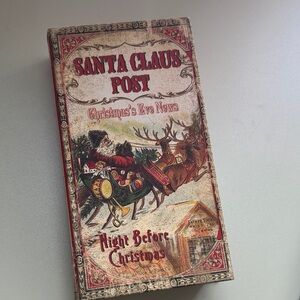 SANTA CLAUS
POST
Christmas's Eve News
Night Before
Christmas